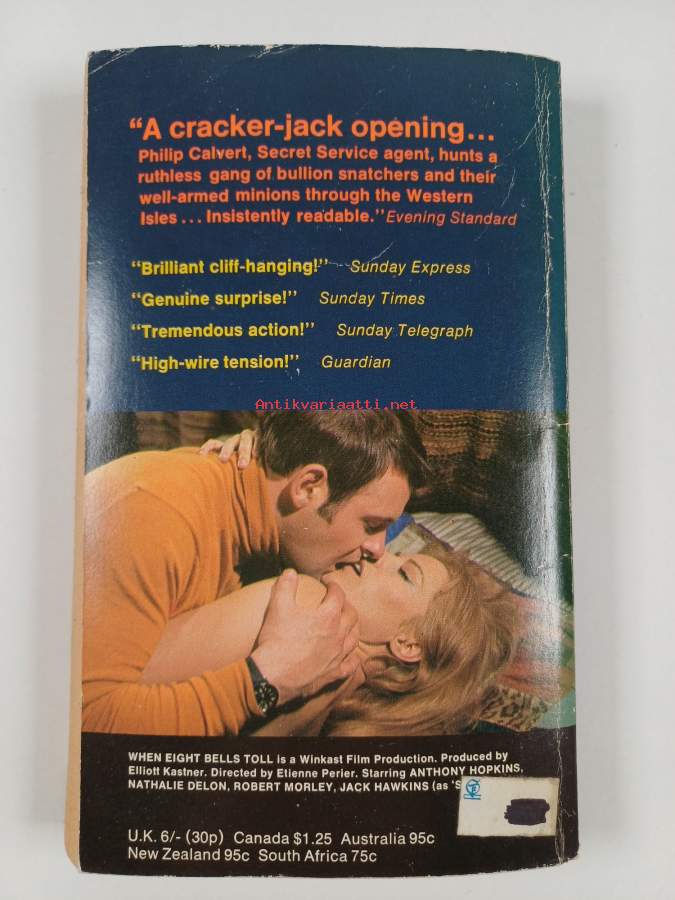 “A cracker-jack opening...
Philip Calvert, Secret Service agent, hunts a
ruthless gang of bullion snatchers and their
well-armed minions through the Western
Isles... Insistently readable.” Evening Standard
“Brilliant cliff-hanging!” Sunday Express
“Genuine surprise!” Sunday Times
“Tremendous action!” Sunday Telegraph
“High-wire tension!” Guardian
Antikvariaatti.net
WHEN EIGHT BELLS TOLL is a Winkast Film Production. Produced by
Elliott Kastner. Directed by Etienne Perier. Starring ANTHONY HOPKINS,
NATHALIE DELON, ROBERT MORLEY, JACK HAWKINS (as 'S
U.K. 6/- (30p) Canada $1.25 Australia 95c
New Zealand 95c South Africa 75c